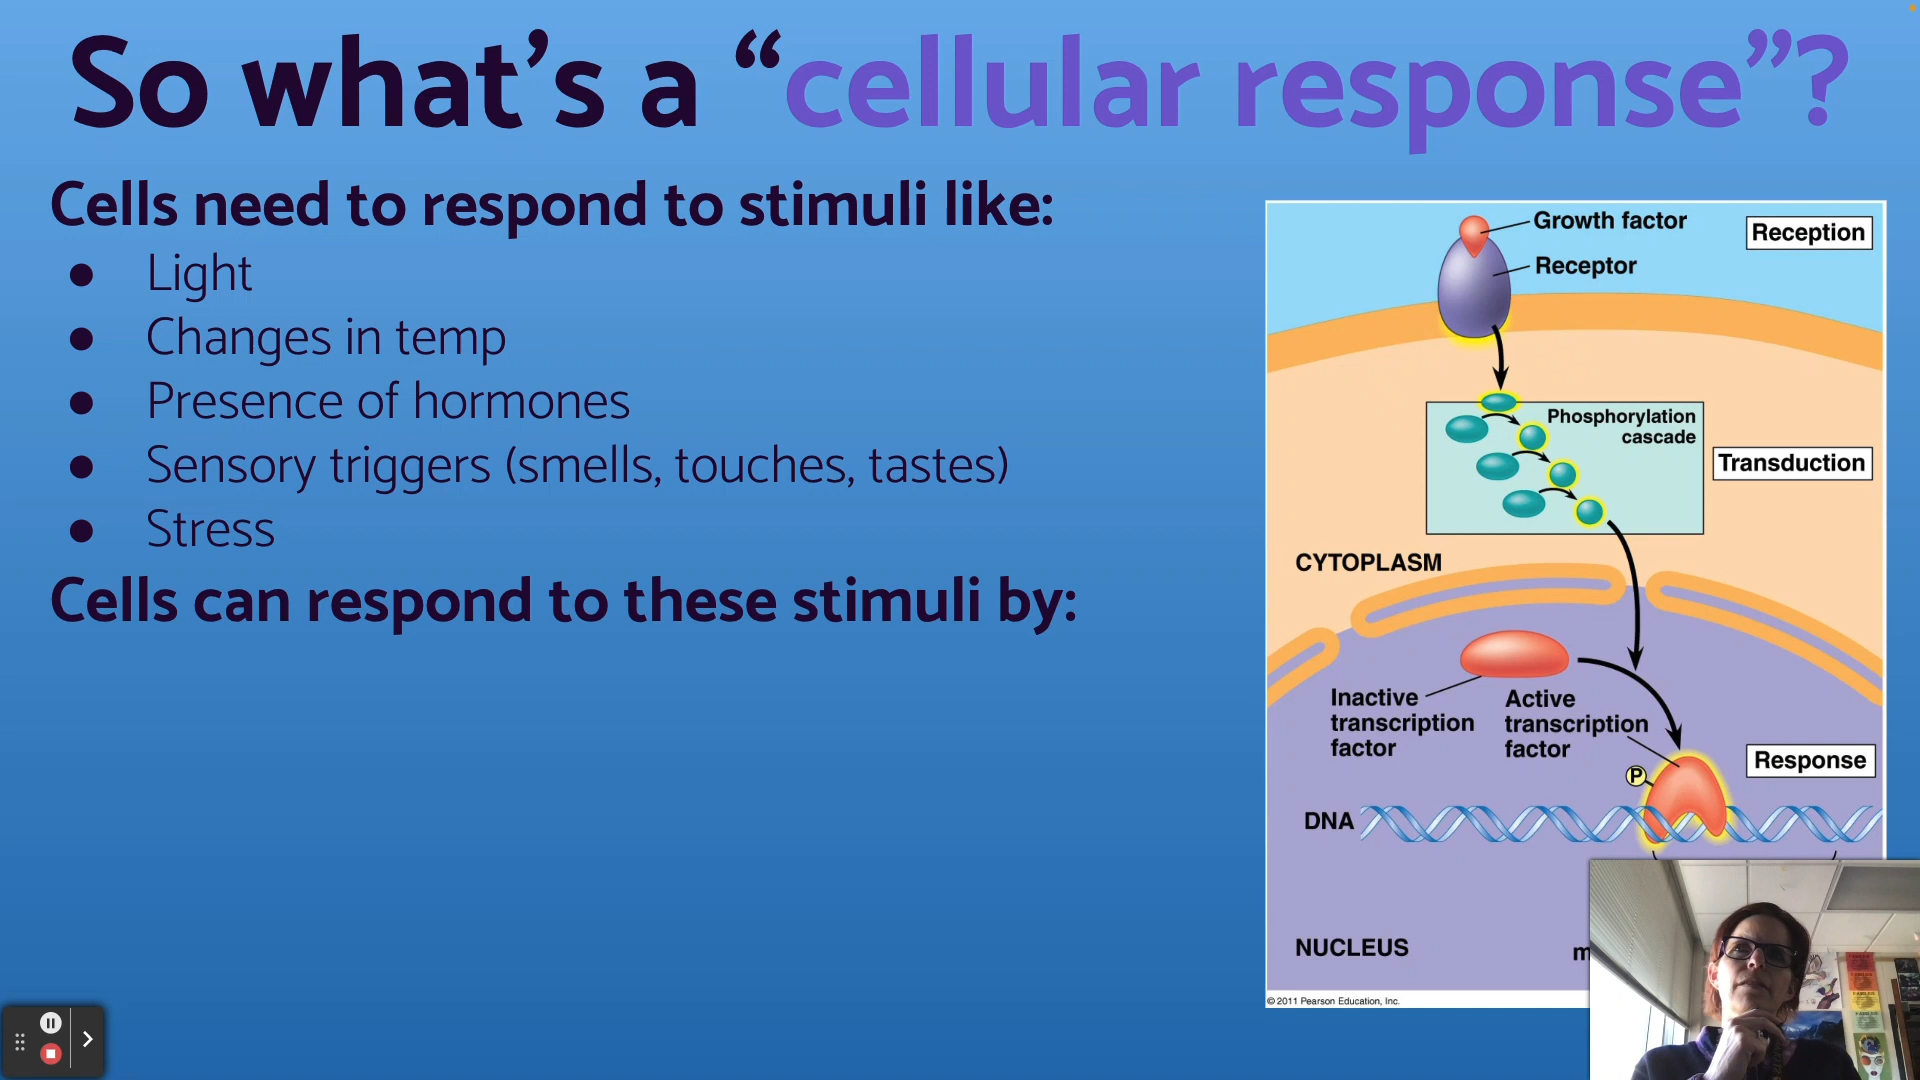 So what's a “cellular response”?
Cells need to respond to stimuli like:
● Light
● Changes in temp
● Presence of hormones
● Sensory triggers (smells, touches, tastes)
● Stress
Cells can respond to these stimuli by:
Growth factor
Reception
Receptor
Phosphorylation
cascade
Transduction
CYTOPLASM
Inactive
transcription
factor
Active
transcription
factor
Response
P
DNA
NUCLEUS
© 2011 Pearson Education, Inc.